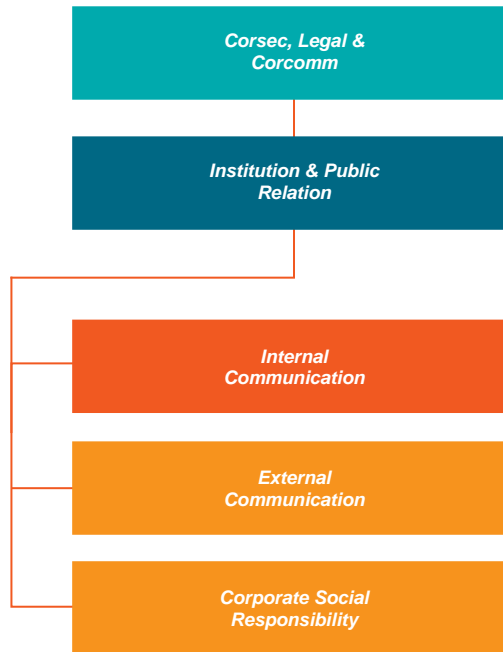 Corsec, Legal &
Corcomm
Institution & Public
Relation
Internal
Communication
External
Communication
Corporate Social
Responsibility